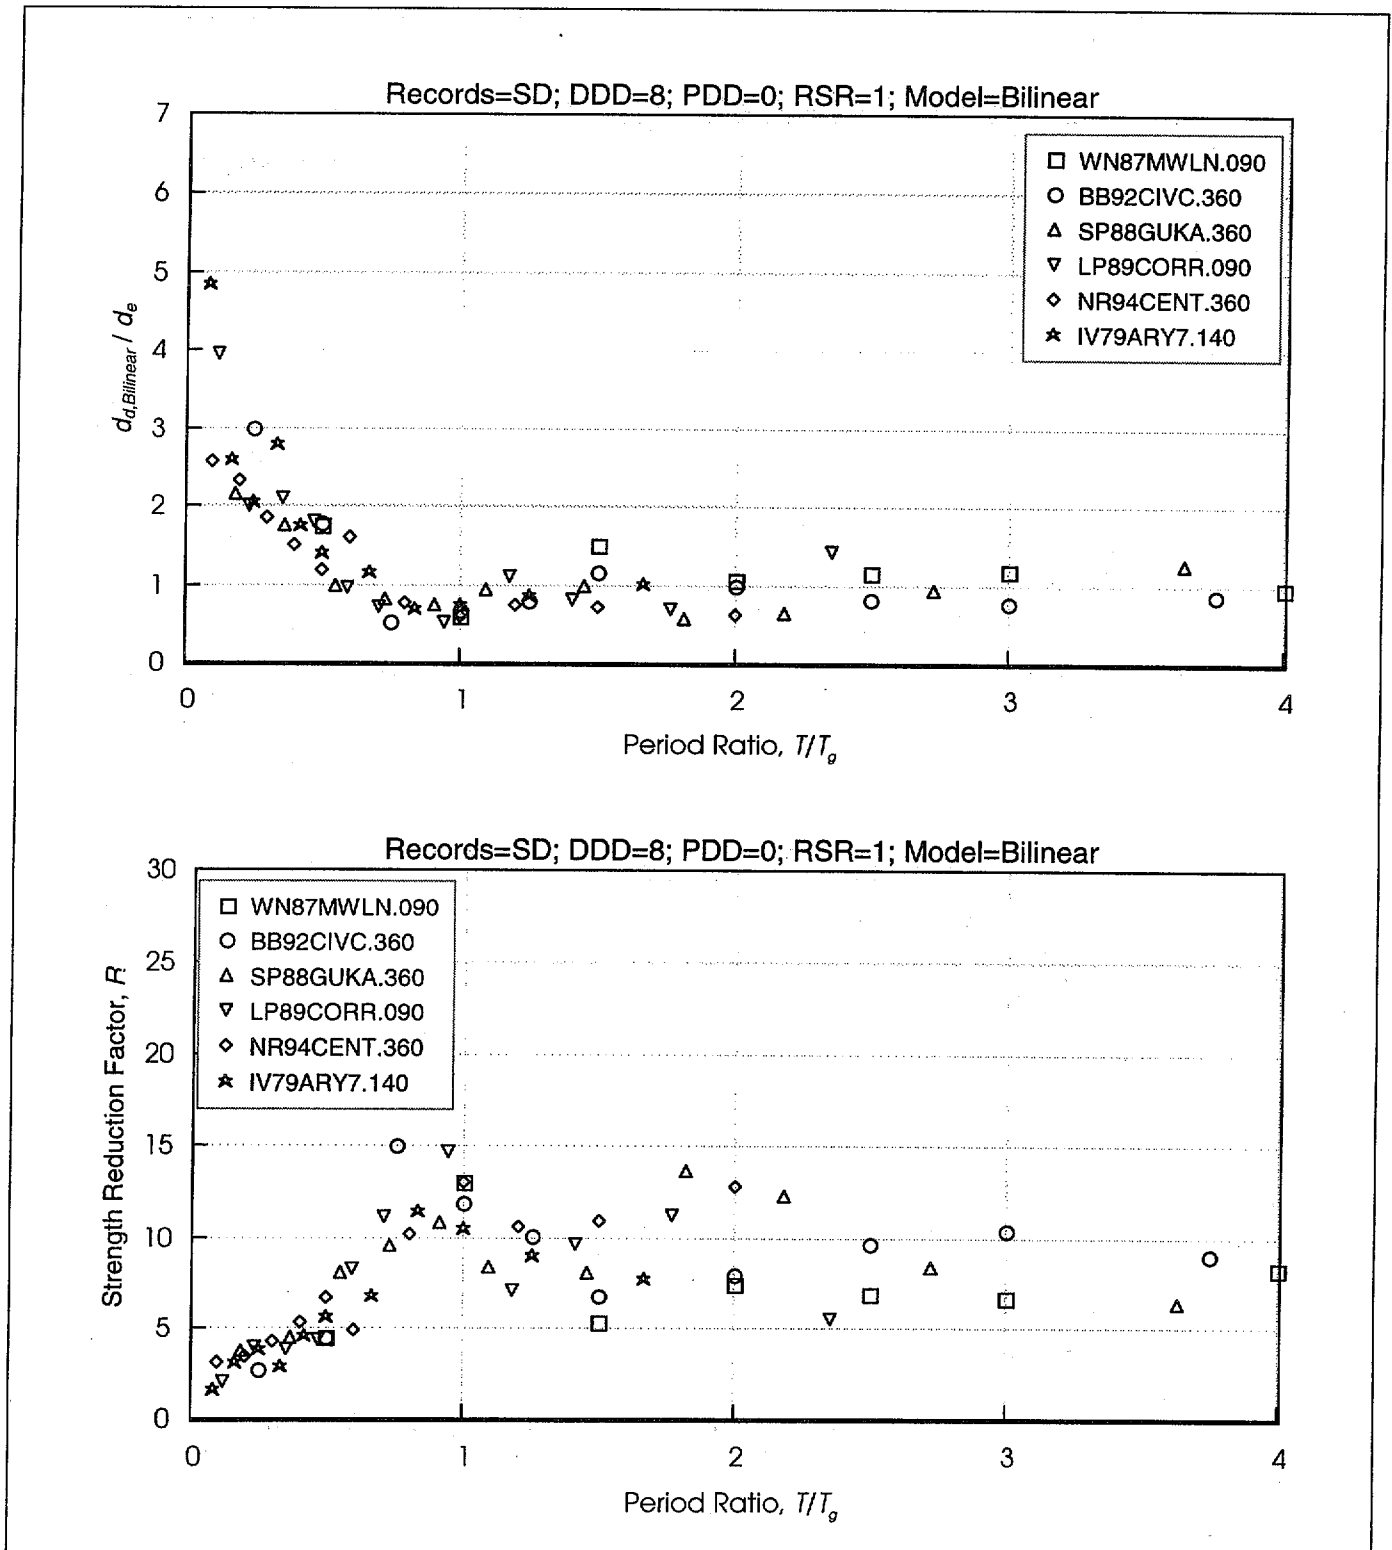 Records=SD; DDD=8; PDD=0; RSR=1; Model=Bilinear
7
6
5
4
3
2
1
0
d_d,Bilinear / d_e
WN87MWLN.090
BB92CIVC.360
SP88GUKA.360
LP89CORR.090
NR94CENT.360
IV79ARY7.140
0 1 2 3 4
Period Ratio, T/T_g
Records=SD; DDD=8; PDD=0; RSR=1; Model=Bilinear
30
25
20
15
10
5
0
Strength Reduction Factor, R
WN87MWLN.090
BB92CIVC.360
SP88GUKA.360
LP89CORR.090
NR94CENT.360
IV79ARY7.140
0 1 2 3 4
Period Ratio, T/T_g